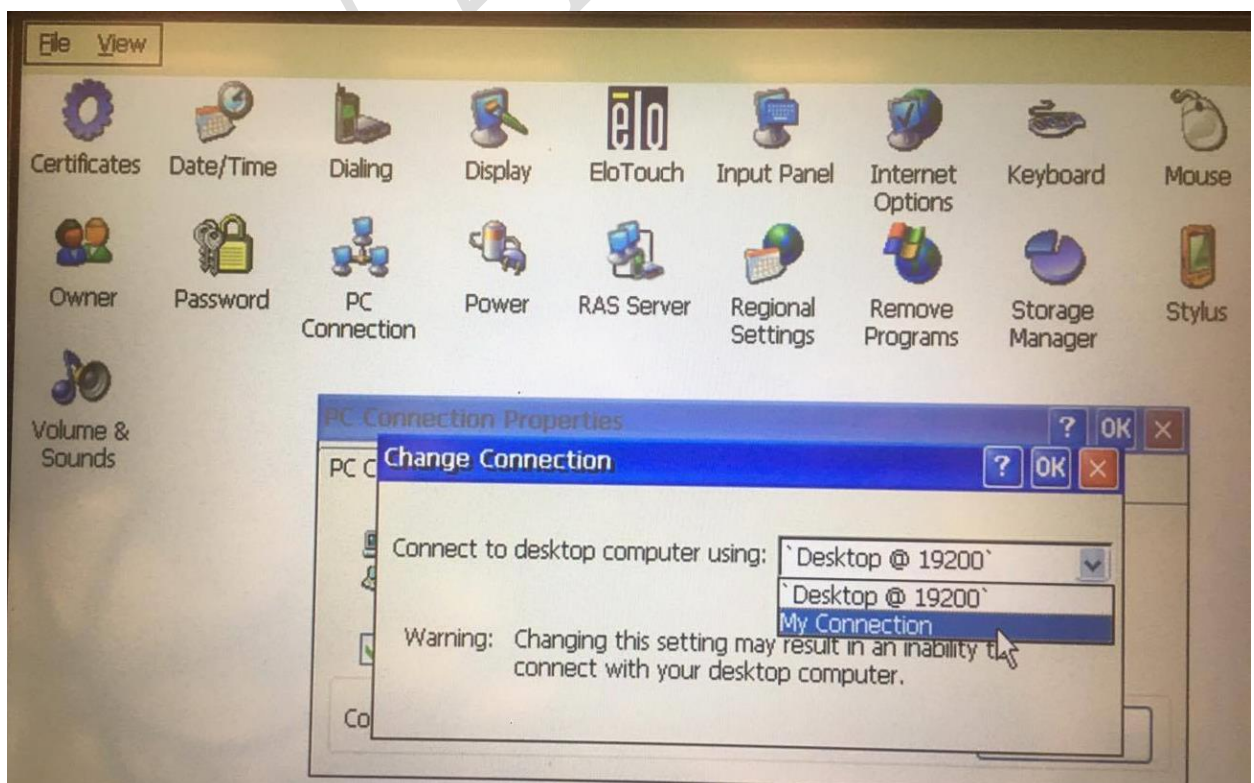 File View
Certificates Date/Time Dialing Display EloTouch Input Panel Internet Options Keyboard Mouse
Owner Password PC Connection Power RAS Server Regional Settings Remove Programs Storage Manager Stylus
Volume & Sounds
ēlo
PC Connection Properties ? OK
PC C
Change Connection ? OK
Connect to desktop computer using: `Desktop @ 19200`
`Desktop @ 19200`
My Connection
Warning: Changing this setting may result in an inability
connect with your desktop computer.
Co